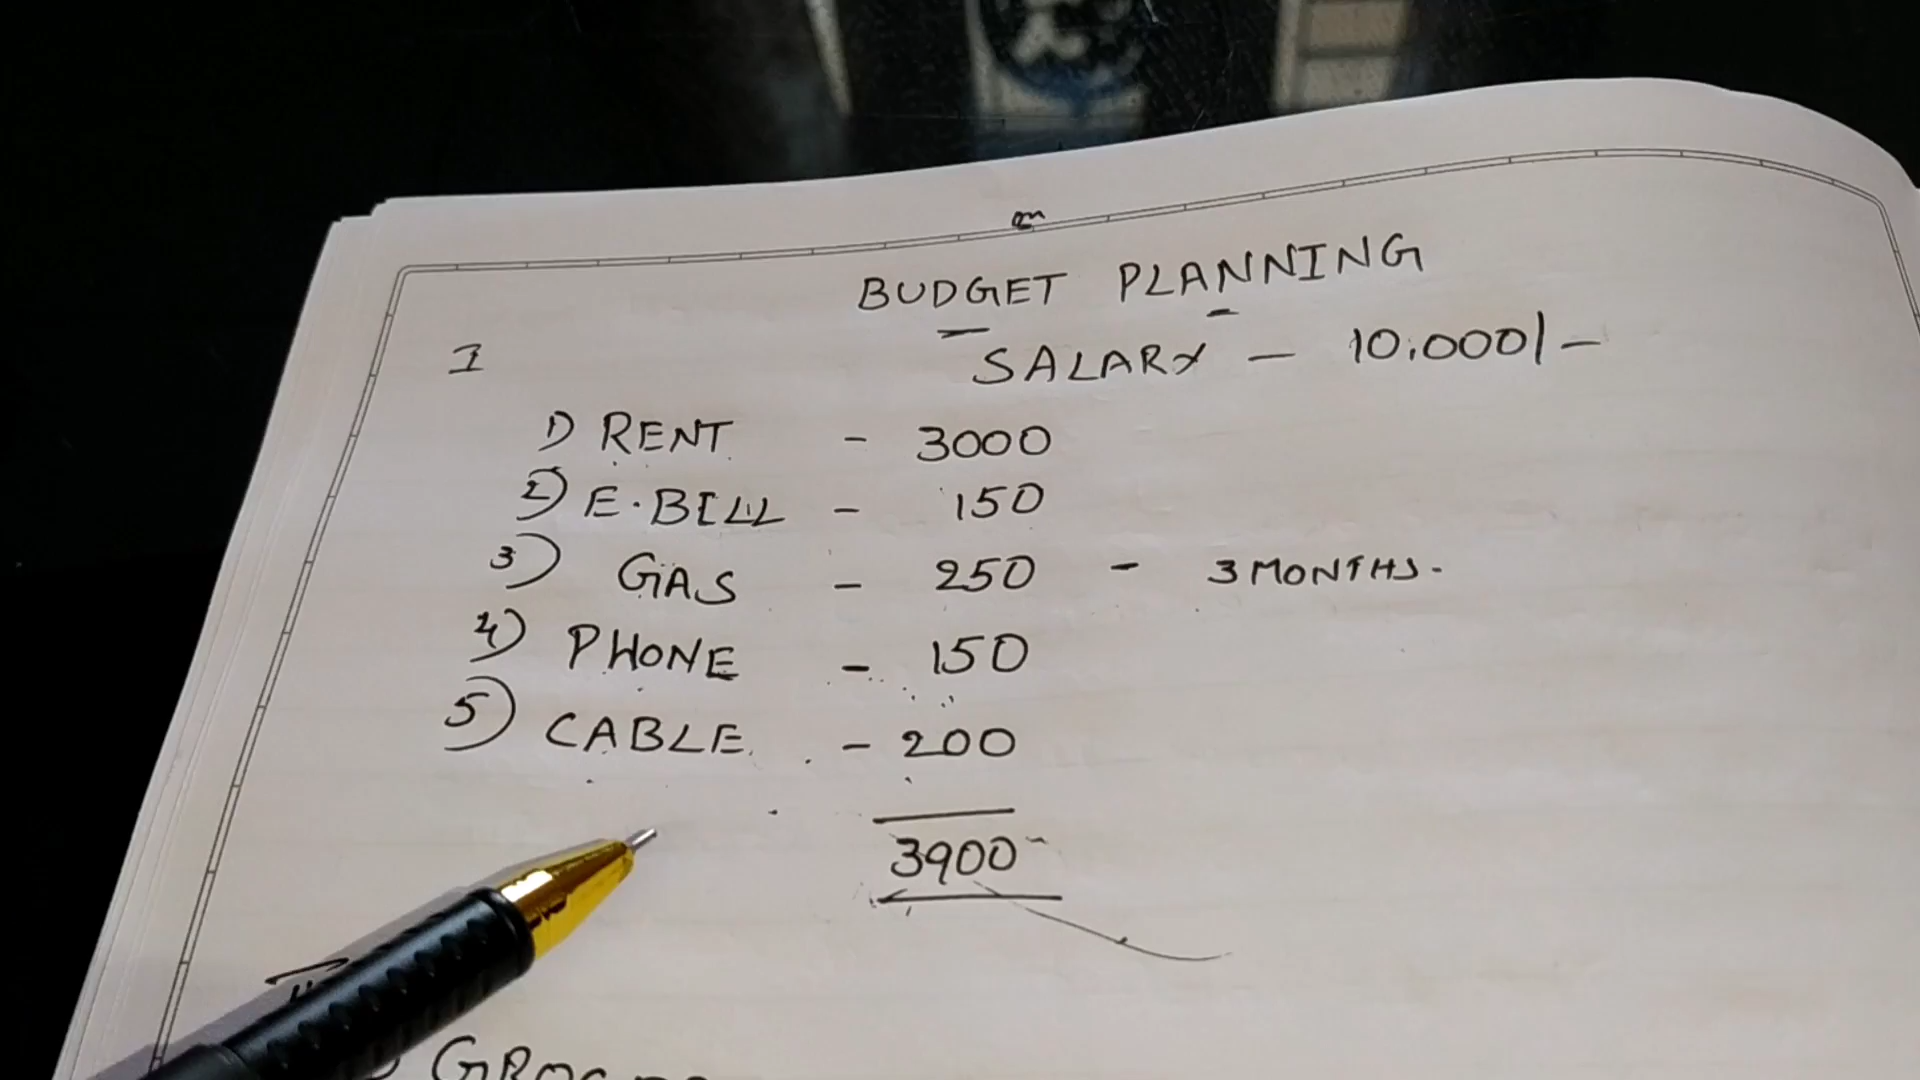 BUDGET PLANNING
I
SALARY - 10,000/-
1) RENT - 3000
2) E.BILL - 150
3) GAS - 250 - 3 MONTHS.
4) PHONE - 150
5) CABLE - 200
3900